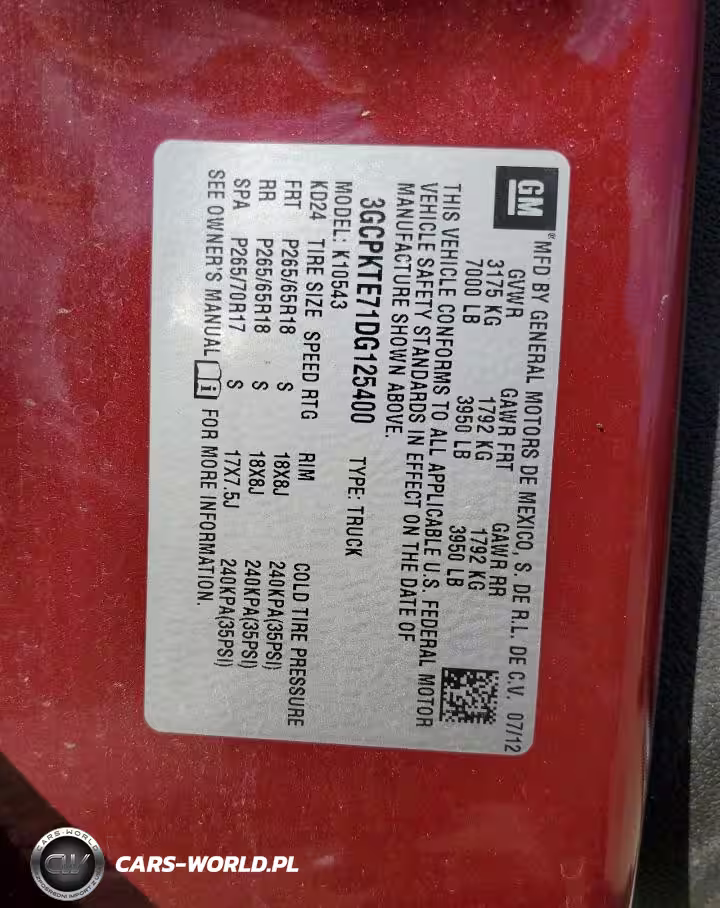 GM
® MFD BY GENERAL MOTORS DE MEXICO, S. DE R.L. DE C.V. 07/12
GVWR GAWR FRT GAWR RR
3175 KG 1792 KG 1792 KG
7000 LB 3950 LB 3950 LB
THIS VEHICLE CONFORMS TO ALL APPLICABLE U.S. FEDERAL MOTOR
VEHICLE SAFETY STANDARDS IN EFFECT ON THE DATE OF
MANUFACTURE SHOWN ABOVE.
3GCPKTE71DG125400 TYPE: TRUCK
MODEL: K10543
KD24 TIRE SIZE SPEED RTG RIM COLD TIRE PRESSURE
FRT P265/65R18 S 18X8J 240KPA(35PSI)
RR P265/65R18 S 18X8J 240KPA(35PSI)
SPA P265/70R17 S 17X7.5J 240KPA(35PSI)
SEE OWNER'S MANUAL i FOR MORE INFORMATION.
CARS-WORLD
CW
CARS-WORLD.PL